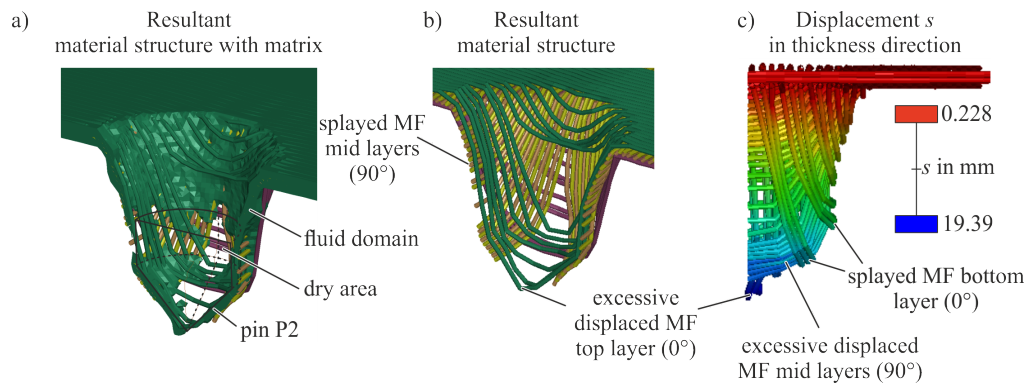 a) Resultant
material structure with matrix
fluid domain
dry area
pin P2
b) Resultant
material structure
splayed MF
mid layers
(90°)
excessive
displaced MF
top layer (0°)
c) Displacement s
in thickness direction
0.228
s in mm
19.39
splayed MF bottom
layer (0°)
excessive displaced
MF mid layers (90°)